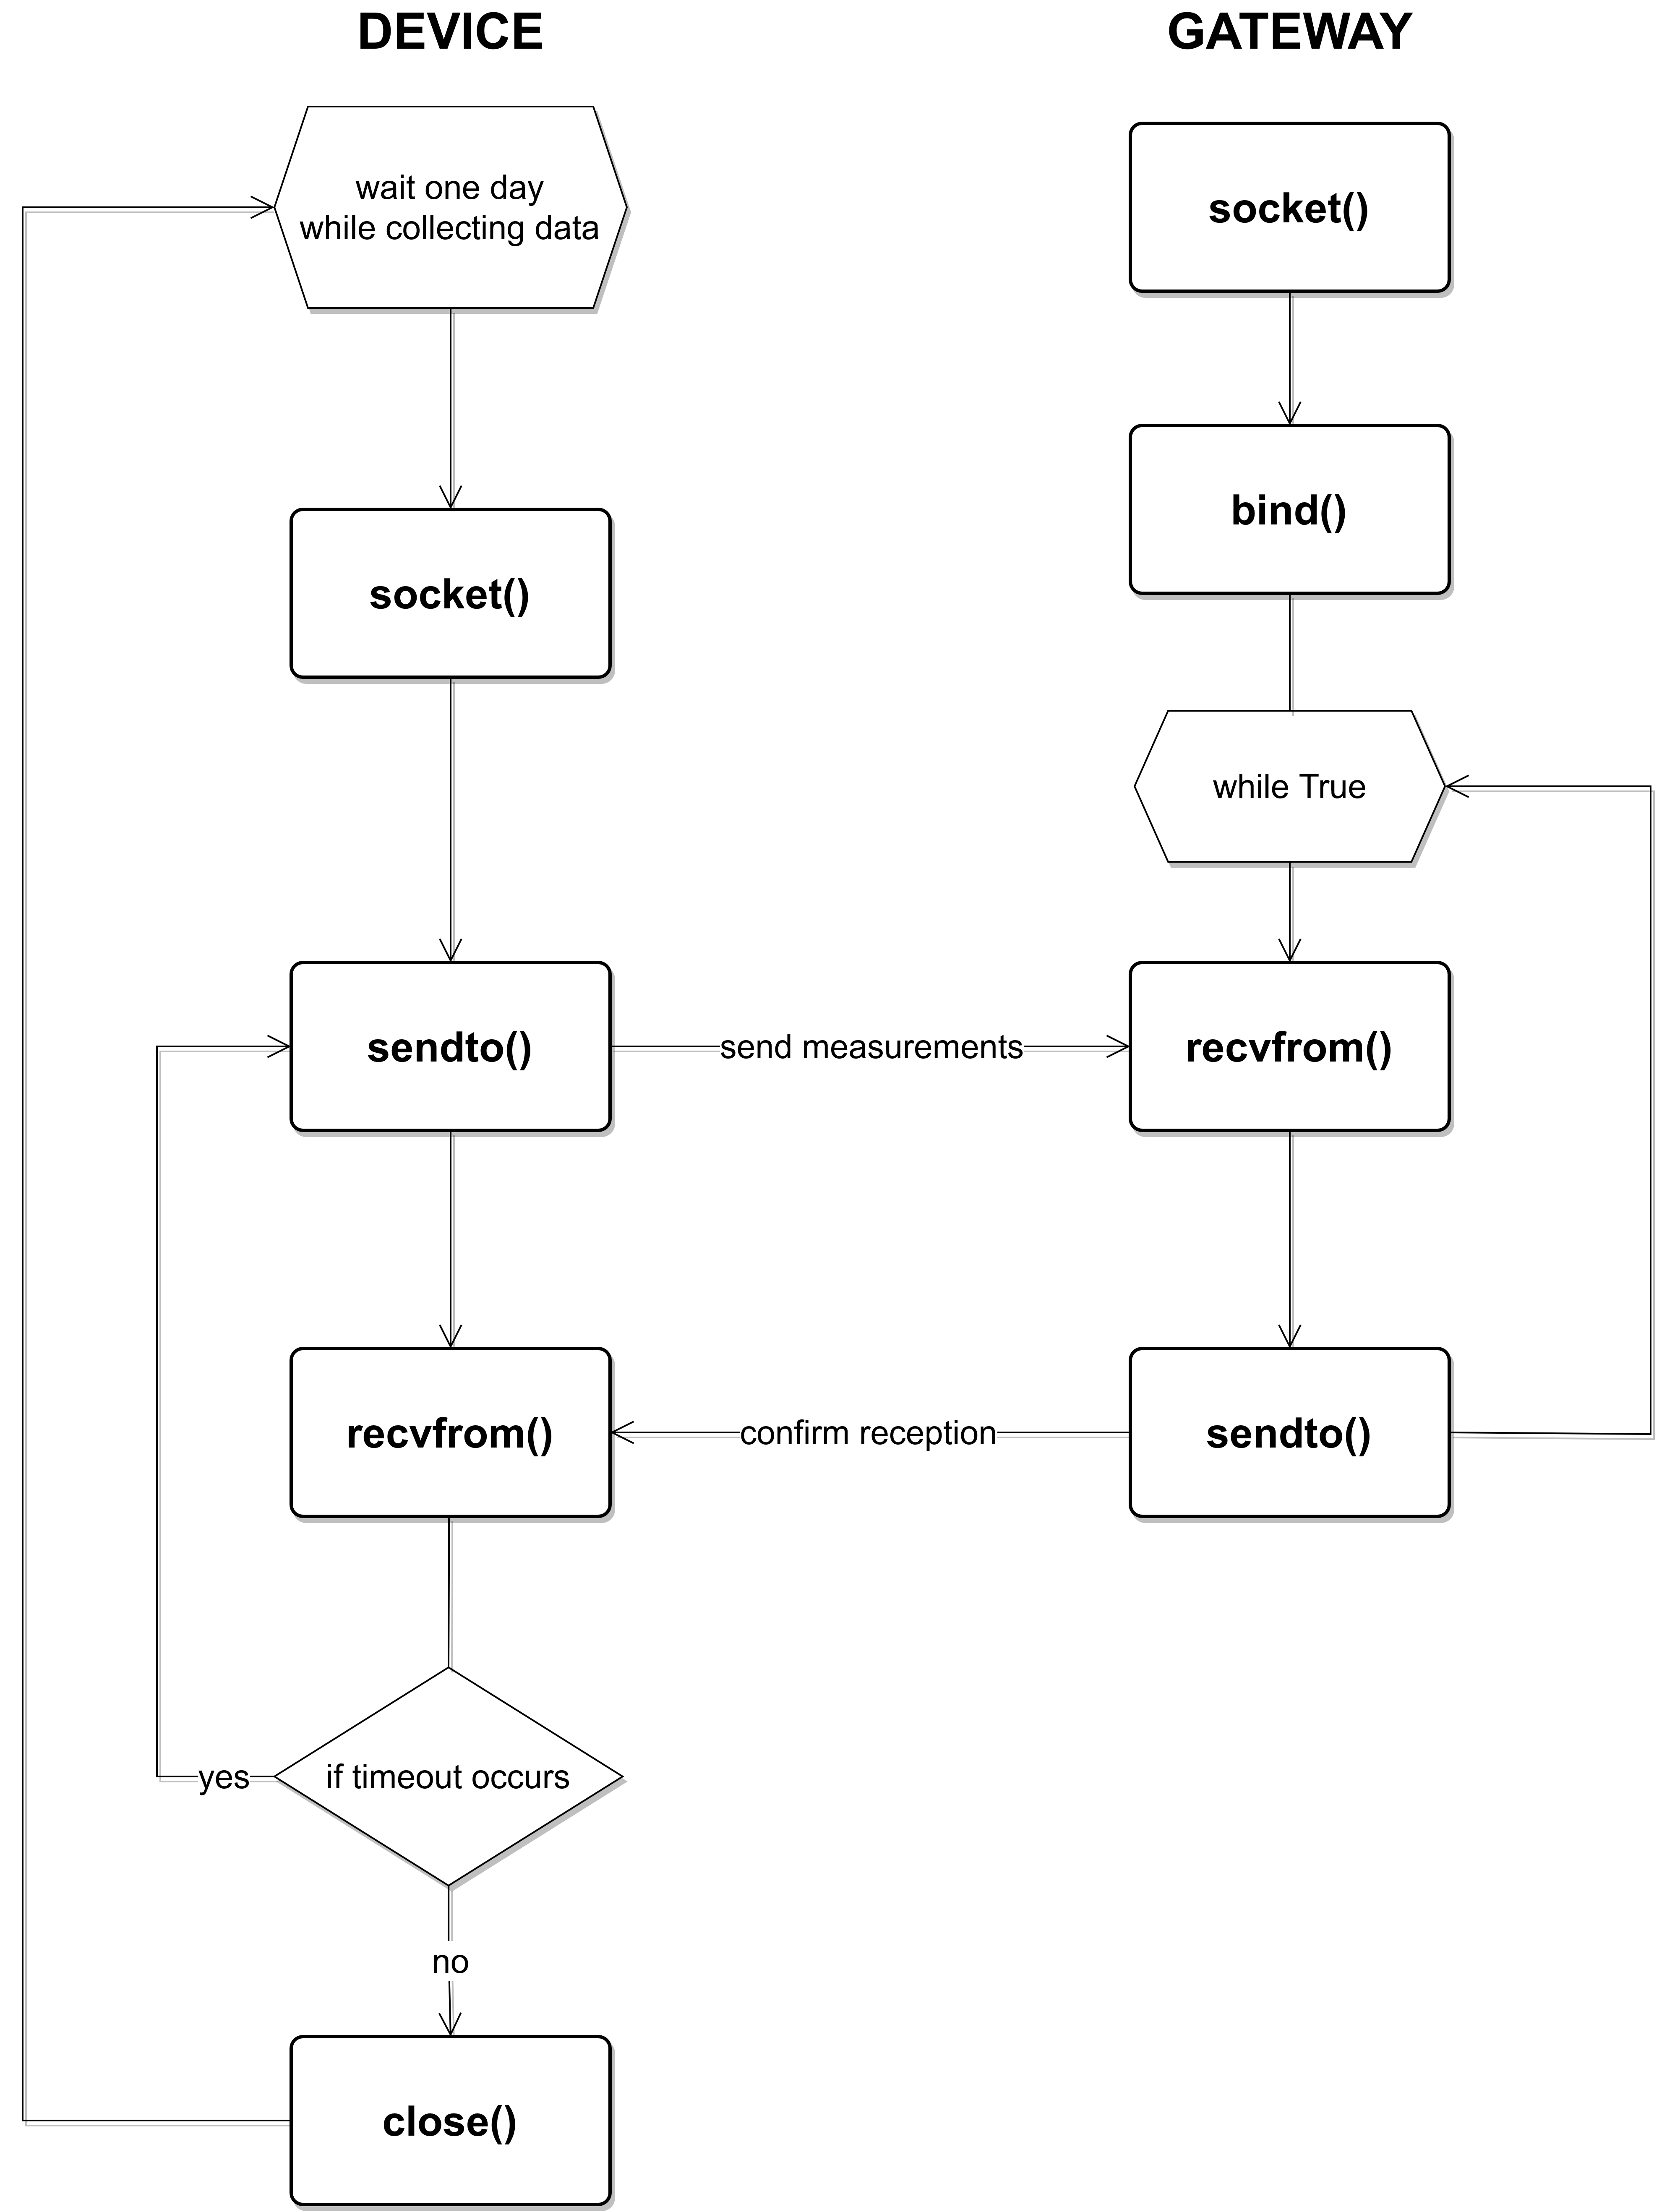 DEVICE
GATEWAY
wait one day
while collecting data
socket()
socket()
bind()
while True
sendto()
send measurements
recvfrom()
recvfrom()
confirm reception
sendto()
yes
if timeout occurs
no
close()